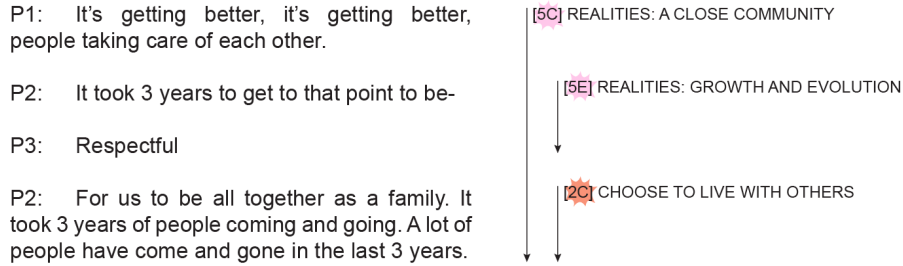 P1: It's getting better, it's getting better,
people taking care of each other.
P2: It took 3 years to get to that point to be-
P3: Respectful
P2: For us to be all together as a family. It
took 3 years of people coming and going. A lot of
people have come and gone in the last 3 years.
[5C] REALITIES: A CLOSE COMMUNITY
[5E] REALITIES: GROWTH AND EVOLUTION
[2C] CHOOSE TO LIVE WITH OTHERS